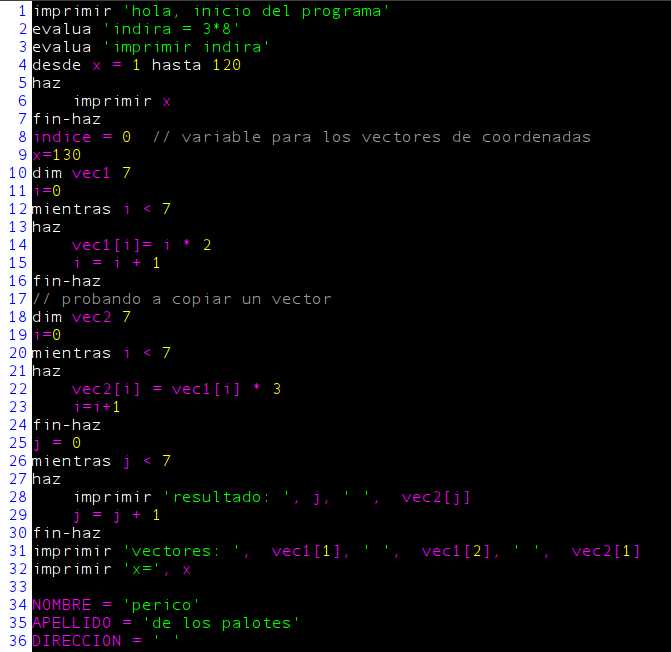 1 imprimir 'hola, inicio del programa'
2 evalua 'indira = 3*8'
3 evalua 'imprimir indira'
4 desde x = 1 hasta 120
5 haz
6     imprimir x
7 fin-haz
8 indice = 0  // variable para los vectores de coordenadas
9 x=130
10 dim vec1 7
11 i=0
12 mientras i < 7
13 haz
14     vec1[i]= i * 2
15     i = i + 1
16 fin-haz
17 // probando a copiar un vector
18 dim vec2 7
19 i=0
20 mientras i < 7
21 haz
22     vec2[i] = vec1[i] * 3
23     i=i+1
24 fin-haz
25 j = 0
26 mientras j < 7
27 haz
28     imprimir 'resultado: ', j, ' ',  vec2[j]
29     j = j + 1
30 fin-haz
31 imprimir 'vectores: ',  vec1[1], ' ',  vec1[2], ' ',  vec2[1]
32 imprimir 'x=', x
33
34 NOMBRE = 'perico'
35 APELLIDO = 'de los palotes'
36 DIRECCION = ' '